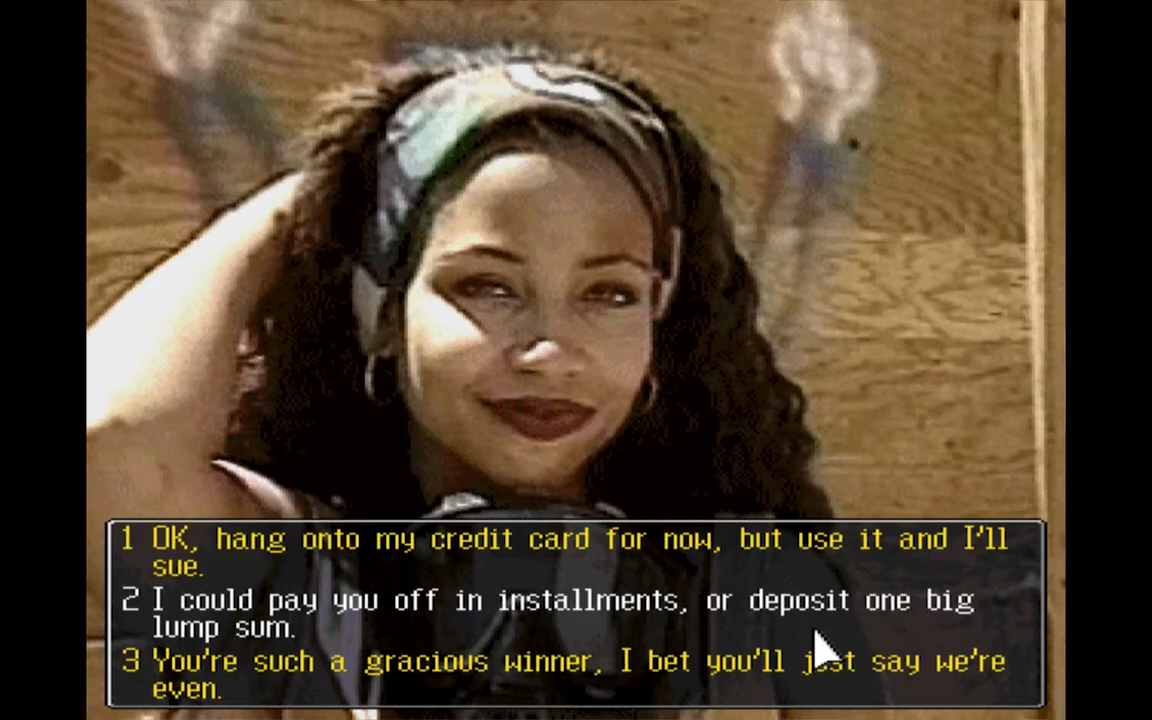 1 OK, hang onto my credit card for now, but use it and I'll
sue.
2 I could pay you off in installments, or deposit one big
lump sum.
3 You're such a gracious winner, I bet you'll just say we're
even.